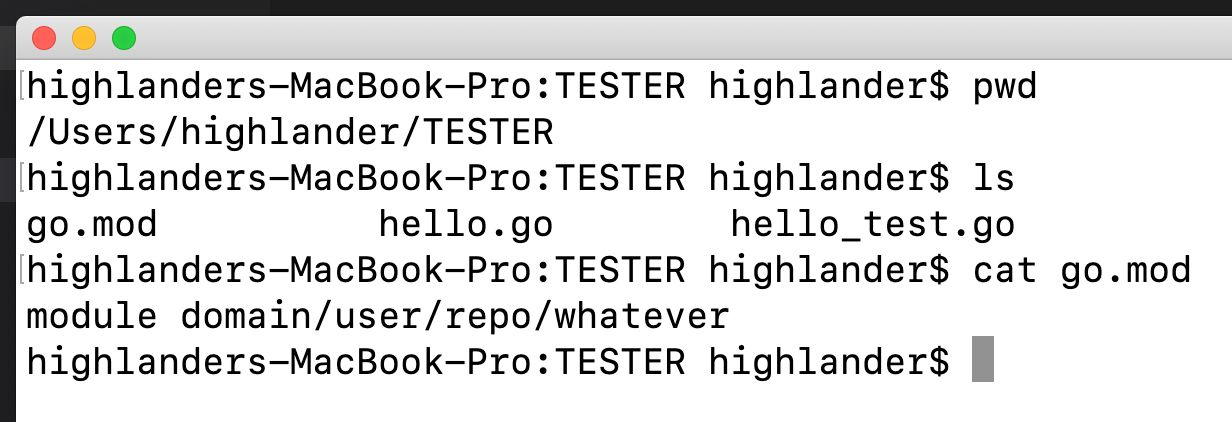 highlanders-MacBook-Pro:TESTER highlander$ pwd
/Users/highlander/TESTER
highlanders-MacBook-Pro:TESTER highlander$ ls
go.mod hello.go hello_test.go
highlanders-MacBook-Pro:TESTER highlander$ cat go.mod
module domain/user/repo/whatever
highlanders-MacBook-Pro:TESTER highlander$